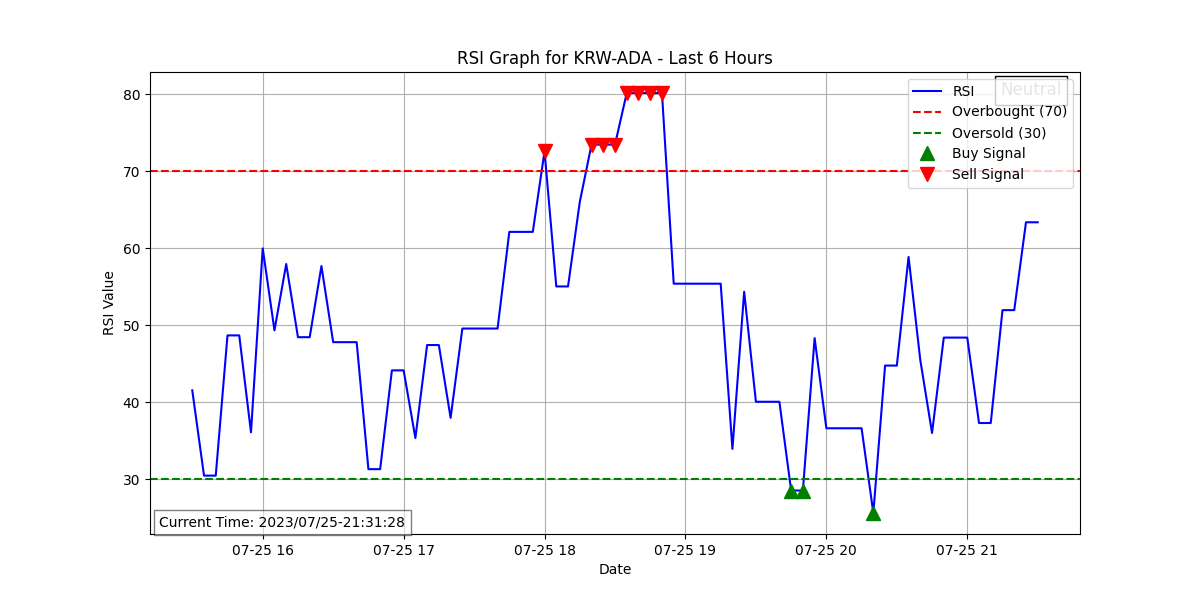 RSI Graph for KRW-ADA - Last 6 Hours
Neutral
RSI
Overbought (70)
Oversold (30)
Buy Signal
Sell Signal
80
70
60
50
40
30
RSI Value
Current Time: 2023/07/25-21:31:28
07-25 16
07-25 17
07-25 18
07-25 19
07-25 20
07-25 21
Date